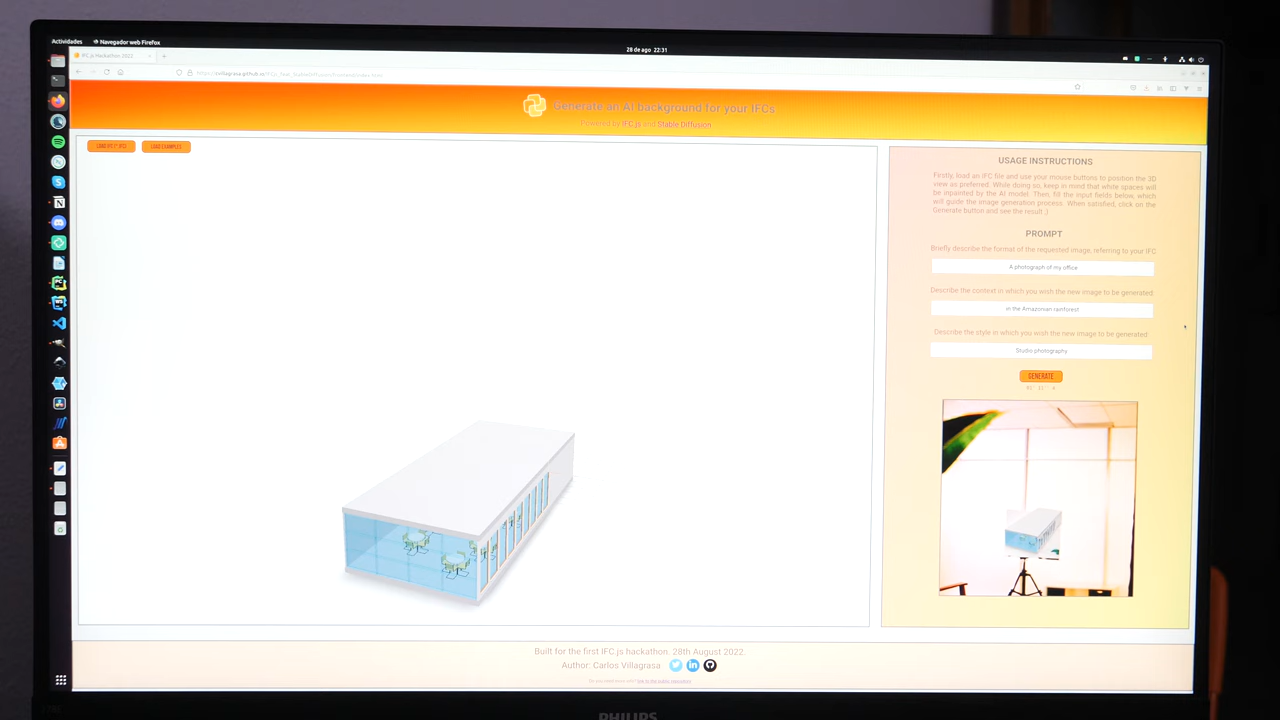 Actividades
Navegador web Firefox
28 de ago 22:31
IFC.js Hackathon 2022
Generate an AI background for your IFCs
Powered by IFC.js and Stable Diffusion
LOAD EXAMPLES
USAGE INSTRUCTIONS
Firstly, load an IFC file and use your mouse buttons to position the 3D
view as preferred. While doing so, keep in mind that white spaces will
be inpainted by the AI model. Then, fill the input fields below, which
will guide the image generation process. When satisfied, click on the
Generate button and see the result ;)
PROMPT
Briefly describe the format of the requested image, referring to your IFC
A photograph of my office
Describe the context in which you wish the new image to be generated:
in the Amazonian rainforest
Describe the style in which you wish the new image to be generated:
Studio photography
GENERATE
Built for the first IFC.js hackathon. 28th August 2022.
Author: Carlos Villagrasa
PHILIPS